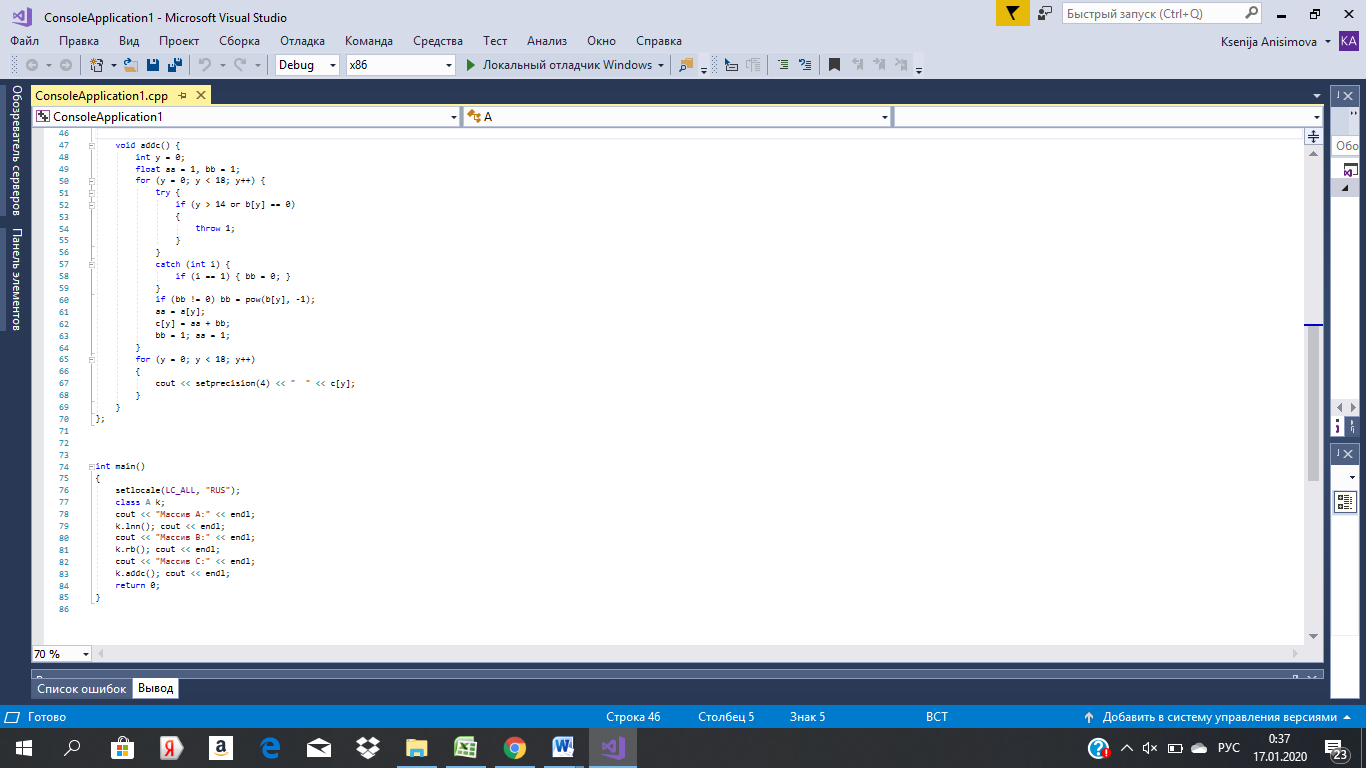 ConsoleApplication1 - Microsoft Visual Studio
Быстрый запуск (Ctrl+Q)
Файл Правка Вид Проект Сборка Отладка Команда Средства Тест Анализ Окно Справка
Ksenija Anisimova KA
Debug x86 Локальный отладчик Windows
Обозреватель серверов
Панель элементов
ConsoleApplication1.cpp
ConsoleApplication1 A
Обо
46
47 void addc() {
48 int y = 0;
49 float aa = 1, bb = 1;
50 for (y = 0; y < 18; y++) {
51 try {
52 if (y > 14 or b[y] == 0)
53 {
54 throw 1;
55 }
56 }
57 catch (int i) {
58 if (i == 1) { bb = 0; }
59 }
60 if (bb != 0) bb = pow(b[y], -1);
61 aa = a[y];
62 c[y] = aa + bb;
63 bb = 1; aa = 1;
64 }
65 for (y = 0; y < 18; y++)
66 {
67 cout << setprecision(4) << "  " << c[y];
68 }
69 }
70 };
71
72
73
74 int main()
75 {
76 setlocale(LC_ALL, "RUS");
77 class A k;
78 cout << "Массив A:" << endl;
79 k.lnn(); cout << endl;
80 cout << "Массив B:" << endl;
81 k.rb(); cout << endl;
82 cout << "Массив C:" << endl;
83 k.addc(); cout << endl;
84 return 0;
85 }
86
70 %
Список ошибок Вывод
Готово Строка 46 Столбец 5 Знак 5 ВСТ Добавить в систему управления версиями
РУС
0:37
17.01.2020
23